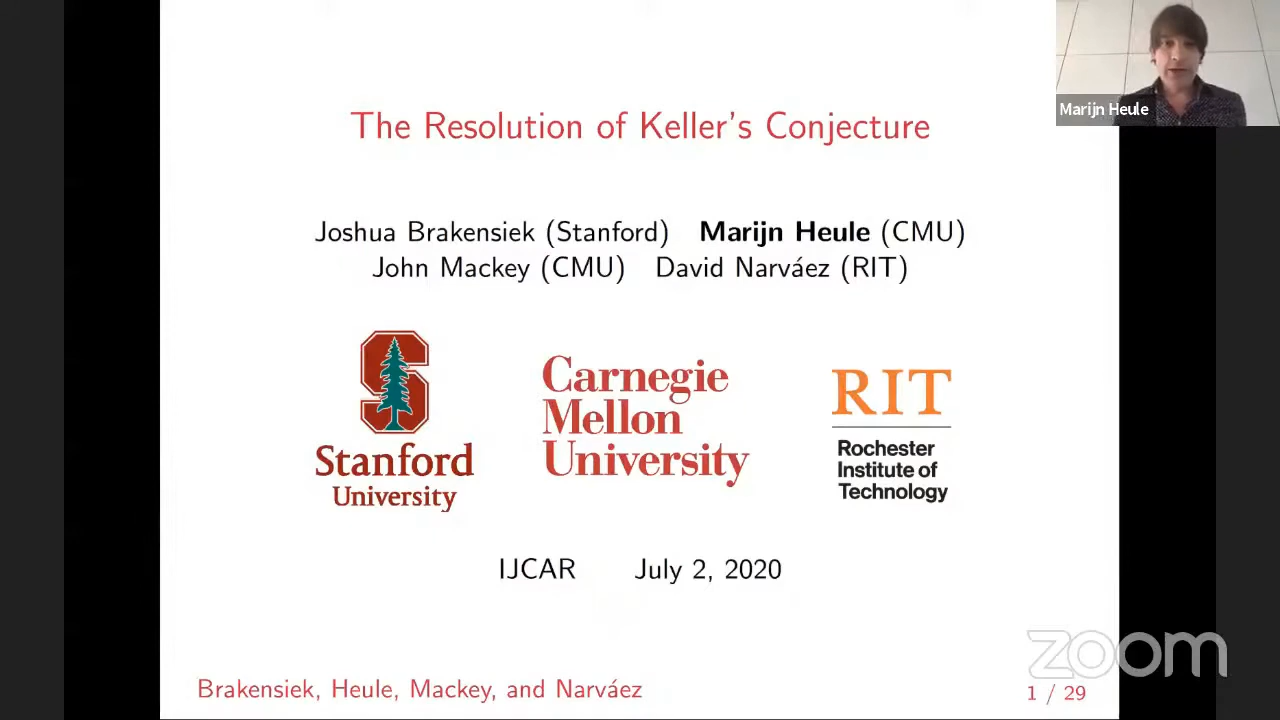 Marijn Heule
The Resolution of Keller's Conjecture
Joshua Brakensiek (Stanford) Marijn Heule (CMU)
John Mackey (CMU) David Narváez (RIT)
S
Stanford
University
Carnegie
Mellon
University
RIT
Rochester
Institute of
Technology
IJCAR July 2, 2020
zoom
Brakensiek, Heule, Mackey, and Narváez 1 / 29